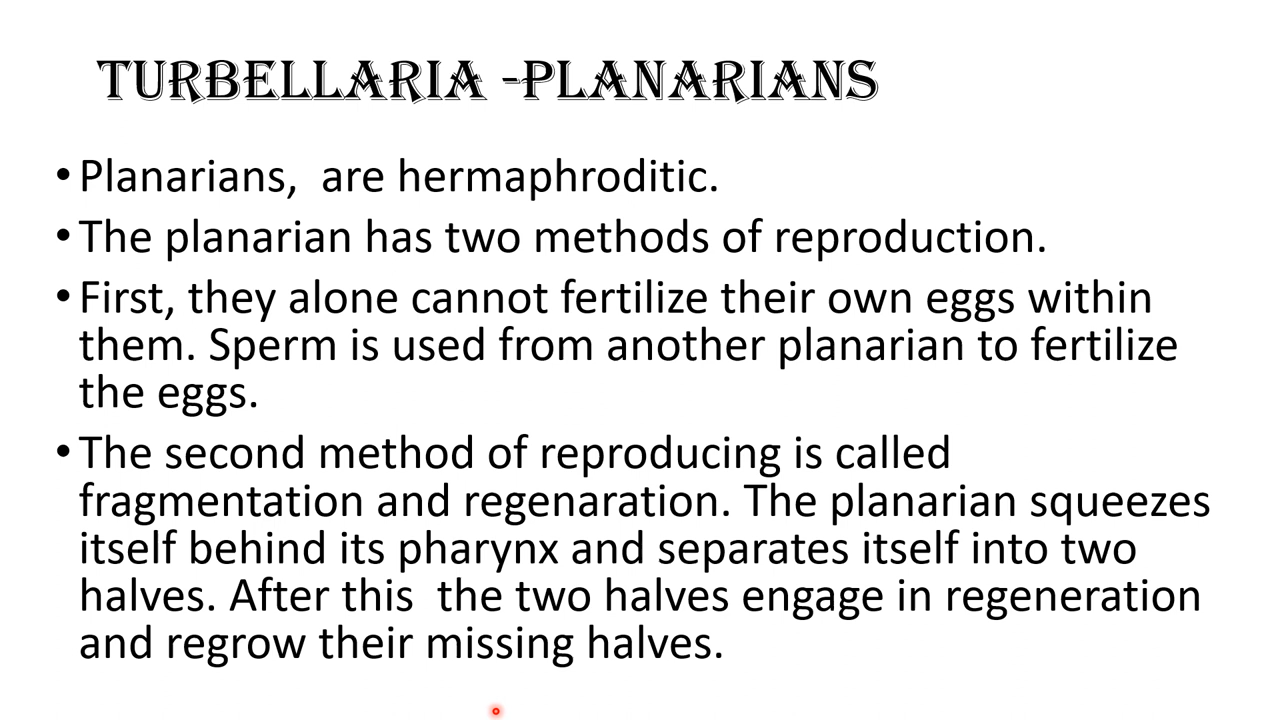 TURBELLARIA -PLANARIANS
• Planarians,  are hermaphroditic.
• The planarian has two methods of reproduction.
• First, they alone cannot fertilize their own eggs within
them. Sperm is used from another planarian to fertilize
the eggs.
• The second method of reproducing is called
fragmentation and regenaration. The planarian squeezes
itself behind its pharynx and separates itself into two
halves. After this  the two halves engage in regeneration
and regrow their missing halves.